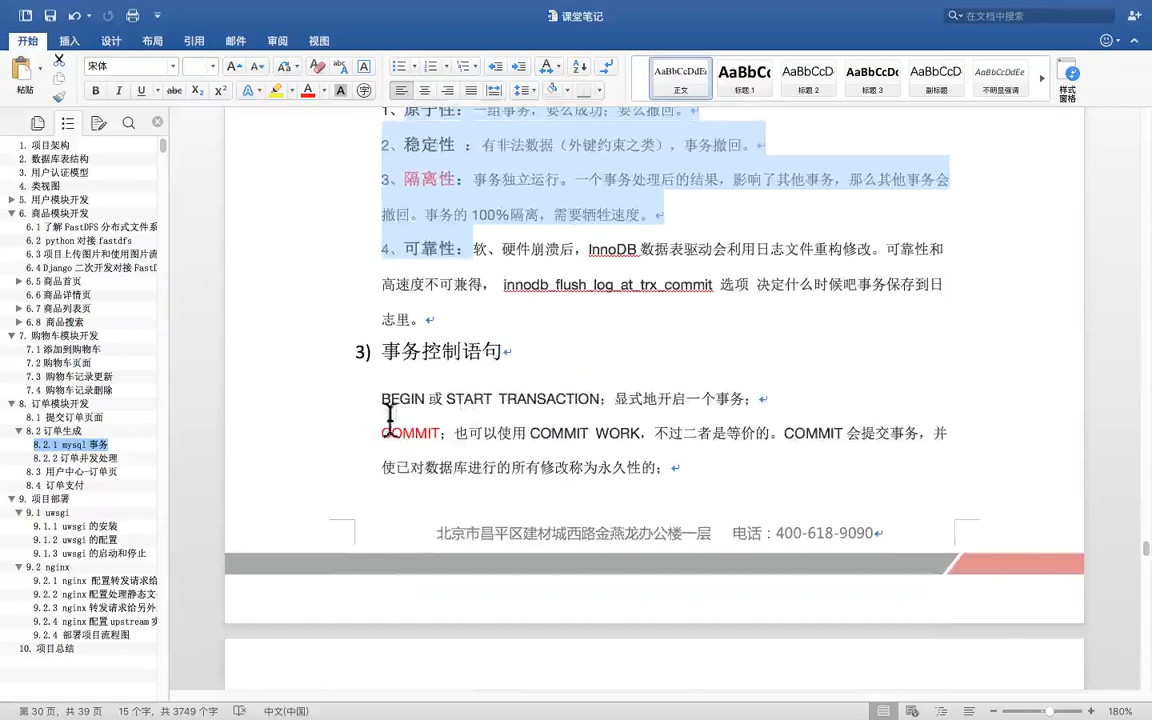 课堂笔记
在文档中搜索
开始 插入 设计 布局 引用 邮件 审阅 视图
粘贴
宋体
AaBbCcDdE 正文
AaBbCc 标题 1
AaBbCcD 标题 2
AaBbCcDc 标题 3
AaBbCcD 副标题
AaBbCcDdEe 不明显强调
样式窗格
1. 项目架构
2. 数据库表结构
3. 用户认证模型
4. 类视图
5. 用户模块开发
6. 商品模块开发
6.1 了解FastDFS 分布式文件系
6.2 python 对接 fastdfs
6.3 项目上传图片和使用图片流
6.4 Django 二次开发对接 FastD
6.5 商品首页
6.6 商品详情页
6.7 商品列表页
6.8 商品搜索
7. 购物车模块开发
7.1 添加到购物车
7.2 购物车页面
7.3 购物车记录更新
7.4 购物车记录删除
8. 订单模块开发
8.1 提交订单页面
8.2 订单生成
8.2.1 mysql 事务
8.2.2 订单并发处理
8.3 用户中心-订单页
8.4 订单支付
9. 项目部署
9.1 uwsgi
9.1.1 uwsgi 的安装
9.1.2 uwsgi 的配置
9.1.3 uwsgi 的启动和停止
9.2 nginx
9.2.1 nginx 配置转发请求给
9.2.2 nginx 配置处理静态文
9.2.3 nginx 转发请求给另外
9.2.4 nginx 配置 upstream 实
9.2.4 部署项目流程图
10. 项目总结
1、原子性：一组事务，要么成功；要么撤回。
2、稳定性 ：有非法数据（外键约束之类），事务撤回。
3、隔离性：事务独立运行。一个事务处理后的结果，影响了其他事务，那么其他事务会
撤回。事务的 100%隔离，需要牺牲速度。
4、可靠性：软、硬件崩溃后，InnoDB 数据表驱动会利用日志文件重构修改。可靠性和
高速度不可兼得， innodb_flush_log_at_trx_commit 选项 决定什么时候吧事务保存到日
志里。
3) 事务控制语句
BEGIN 或 START TRANSACTION；显式地开启一个事务；
COMMIT；也可以使用 COMMIT WORK，不过二者是等价的。COMMIT 会提交事务，并
使已对数据库进行的所有修改称为永久性的；
北京市昌平区建材城西路金燕龙办公楼一层 电话：400-618-9090
第 30 页，共 39 页 15 个字，共 3749 个字 中文(中国) 180%